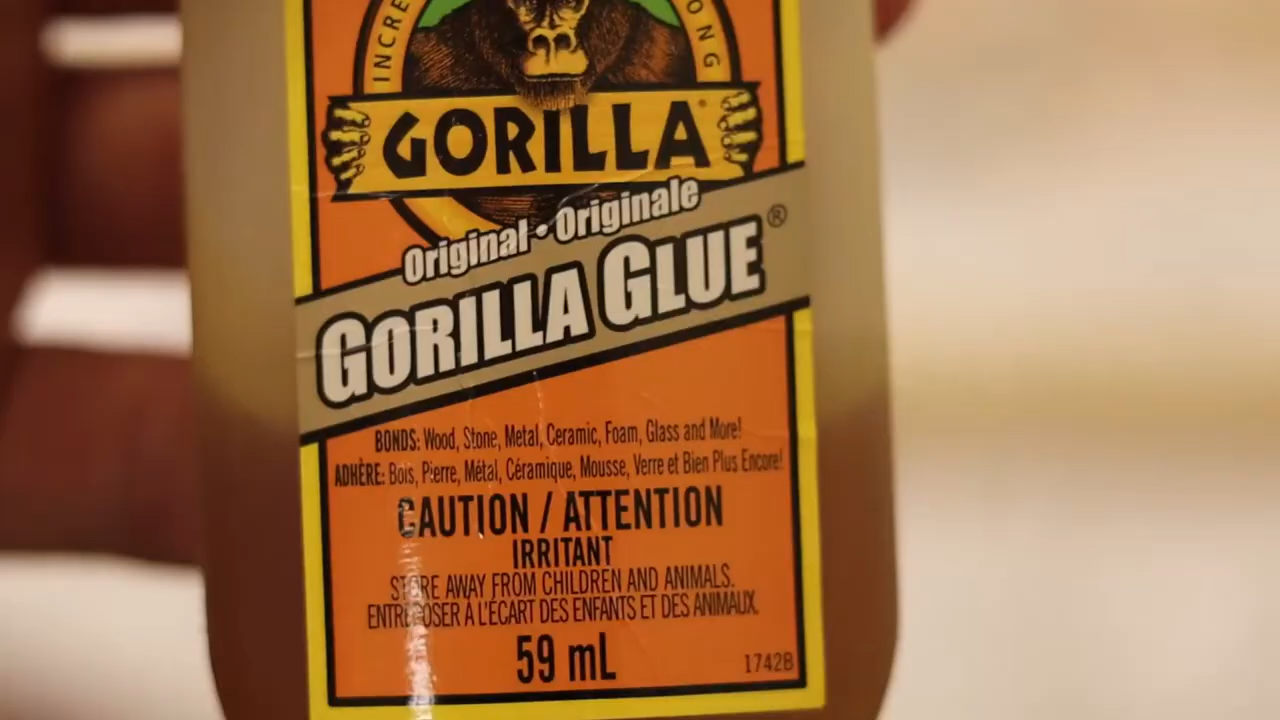 INCRE
ONG
GORILLA®
Original • Originale
GORILLA GLUE®
BONDS: Wood, Stone, Metal, Ceramic, Foam, Glass and More!
ADHÈRE: Bois, Pierre, Métal, Céramique, Mousse, Verre et Bien Plus Encore!
CAUTION / ATTENTION
IRRITANT
STORE AWAY FROM CHILDREN AND ANIMALS.
ENTREPOSER À L'ÉCART DES ENFANTS ET DES ANIMAUX.
59 mL
1742B